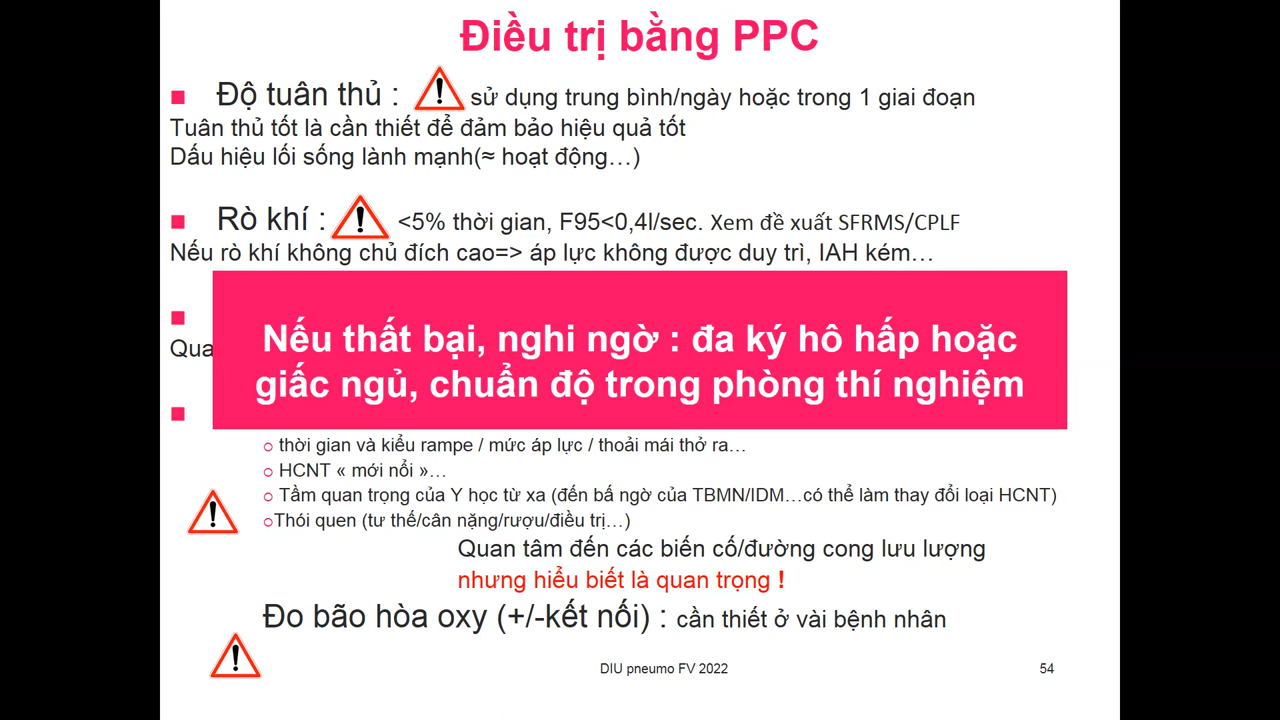 Điều trị bằng PPC
Độ tuân thủ : sử dụng trung bình/ngày hoặc trong 1 giai đoạn
Tuân thủ tốt là cần thiết để đảm bảo hiệu quả tốt
Dấu hiệu lối sống lành mạnh(≈ hoạt động…)
Rò khí : <5% thời gian, F95<0,4l/sec. Xem đề xuất SFRMS/CPLF
Nếu rò khí không chủ đích cao=> áp lực không được duy trì, IAH kém…
Nếu thất bại, nghi ngờ : đa ký hô hấp hoặc
Qua
giấc ngủ, chuẩn độ trong phòng thí nghiệm
thời gian và kiểu rampe / mức áp lực / thoải mái thở ra…
HCNT « mới nổi »…
Tầm quan trọng của Y học từ xa (đến bấ ngờ của TBMN/IDM…có thể làm thay đổi loại HCNT)
Thói quen (tư thế/cân nặng/rượu/điều trị…)
Quan tâm đến các biến cố/đường cong lưu lượng
nhưng hiểu biết là quan trọng !
Đo bão hòa oxy (+/-kết nối) : cần thiết ở vài bệnh nhân
DIU pneumo FV 2022
54